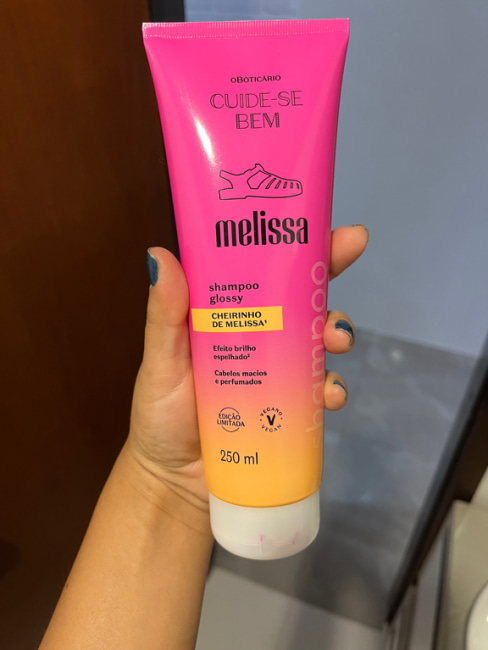 oBoticário
CUIDE-SE
BEM
melissa
shampoo
glossy
CHEIRINHO
DE MELISSA¹
Efeito brilho
espelhado²
Cabelos macios
e perfumados
EDIÇÃO
LIMITADA
VEGANO
V
VEGAN
250 ml
shampoo